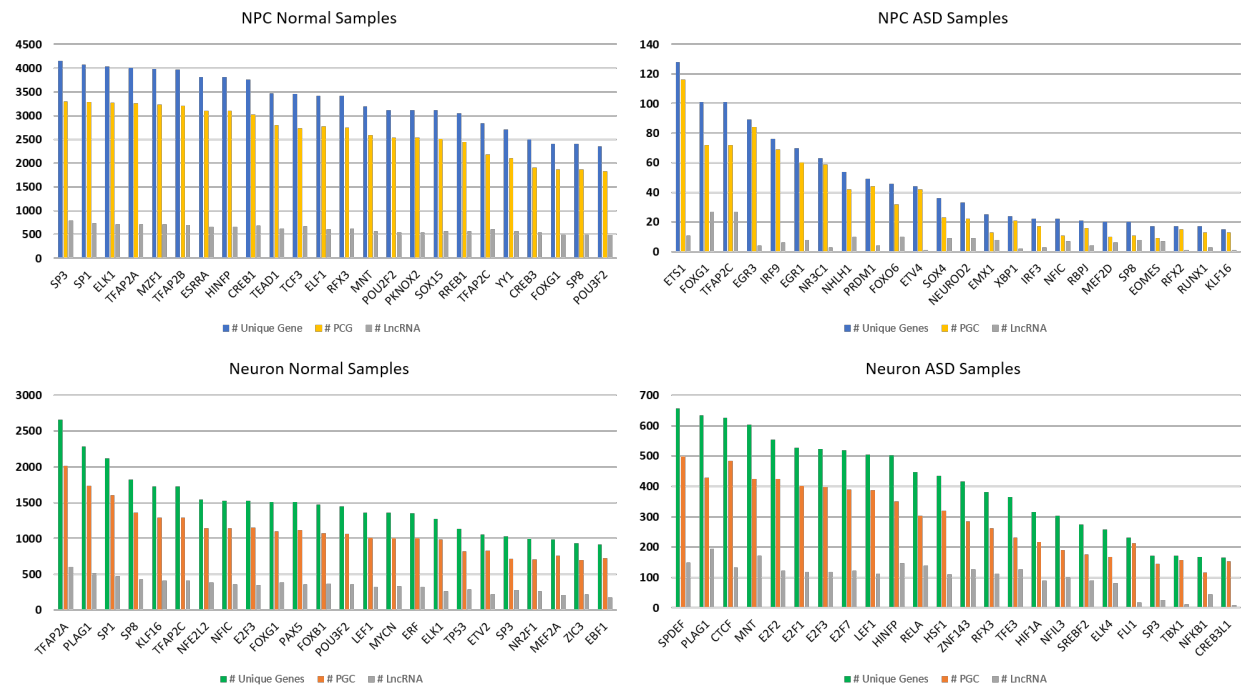 NPC Normal Samples
4500
4000
3500
3000
2500
2000
1500
1000
500
0
SP3 SP1 ELK1 TFAP2A MZF1 TFAP2B ESRRA HINFP CREB1 TEAD1 TCF3 ELF1 RFX3 MNT POU2F2 PKNOX2 SOX15 RREB1 TFAP2C YY1 CREB3 FOXG1 SP8 POU3F2
# Unique Gene # PCG # LncRNA
NPC ASD Samples
140
120
100
80
60
40
20
0
ETS1 FOXG1 TFAP2C EGR3 IRF9 EGR1 NR3C1 NHLH1 PRDM1 FOXO6 ETV4 SOX4 NEUROD2 EMX1 XBP1 IRF3 NFIC RBPJ MEF2D SP8 EOMES RFX2 RUNX1 KLF16
# Unique Genes # PGC # LncRNA
Neuron Normal Samples
3000
2500
2000
1500
1000
500
0
TFAP2A PLAG1 SP1 SP8 KLF16 TFAP2C NFE2L2 NFIC E2F3 FOXG1 PAX5 FOXB1 POU3F2 LEF1 MYCN ERF ELK1 TP53 ETV2 SP3 NR2F1 MEF2A ZIC3 EBF1
# Unique Genes # PGC # LncRNA
Neuron ASD Samples
700
600
500
400
300
200
100
0
SPDEF PLAG1 CTCF MNT E2F2 E2F1 E2F3 E2F7 LEF1 HINFP RELA HSF1 ZNF143 RFX3 TFE3 HIF1A NFIL3 SREBF2 ELK4 FLI1 SP3 TBX1 NFKB1 CREB3L1
# Unique Genes # PGC # LncRNA